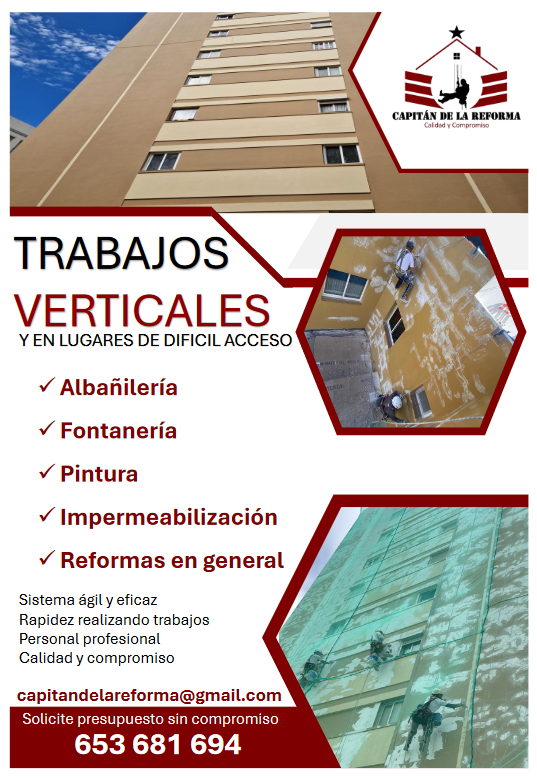 CAPITÁN DE LA REFORMA
Calidad y Compromiso
TRABAJOS
VERTICALES
Y EN LUGARES DE DIFICIL ACCESO
✓ Albañilería
✓ Fontanería
✓ Pintura
✓ Impermeabilización
✓ Reformas en general
Sistema ágil y eficaz
Rapidez realizando trabajos
Personal profesional
Calidad y compromiso
capitandelareforma@gmail.com
Solicite presupuesto sin compromiso
653 681 694